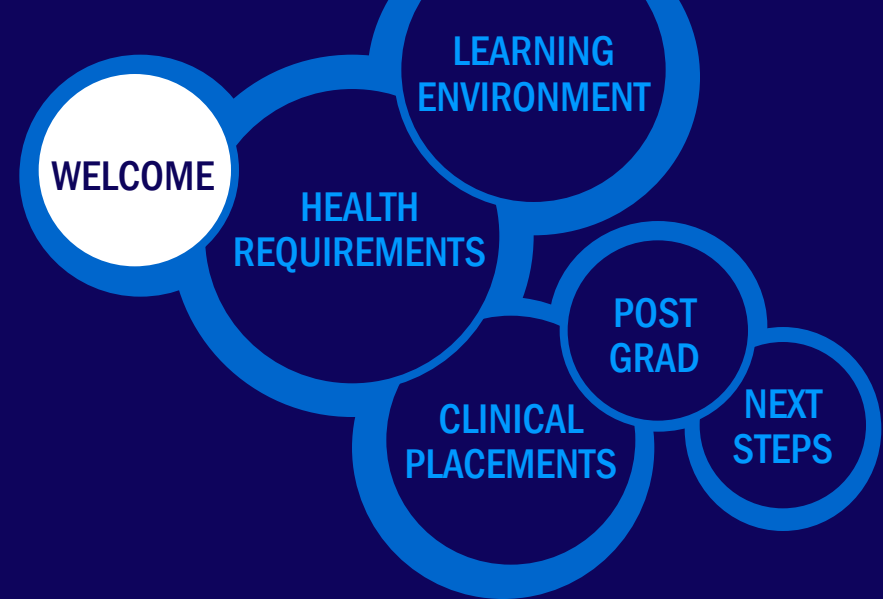 WELCOME
HEALTH
REQUIREMENTS
LEARNING
ENVIRONMENT
CLINICAL
PLACEMENTS
POST
GRAD
NEXT
STEPS